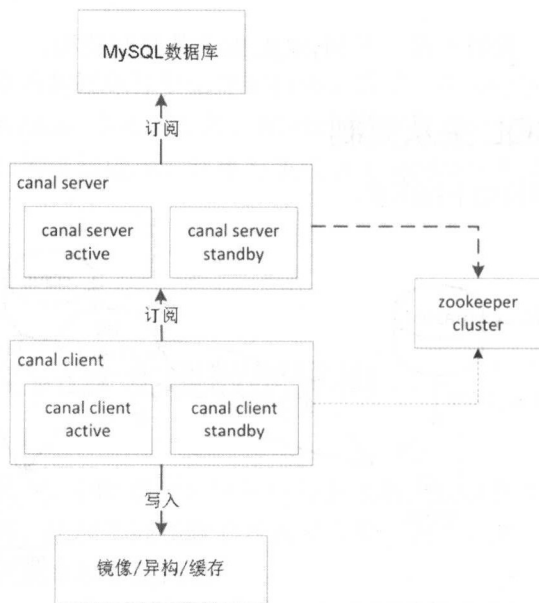 MySQL数据库
订阅
canal server
canal server
active
canal server
standby
zookeeper
cluster
订阅
canal client
canal client
active
canal client
standby
写入
镜像/异构/缓存